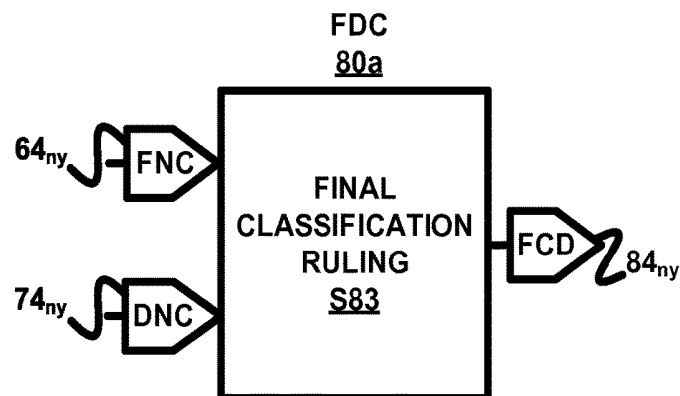 FDC
80a
64ny
FNC
FINAL
CLASSIFICATION
RULING
S83
FCD
84ny
74ny
DNC